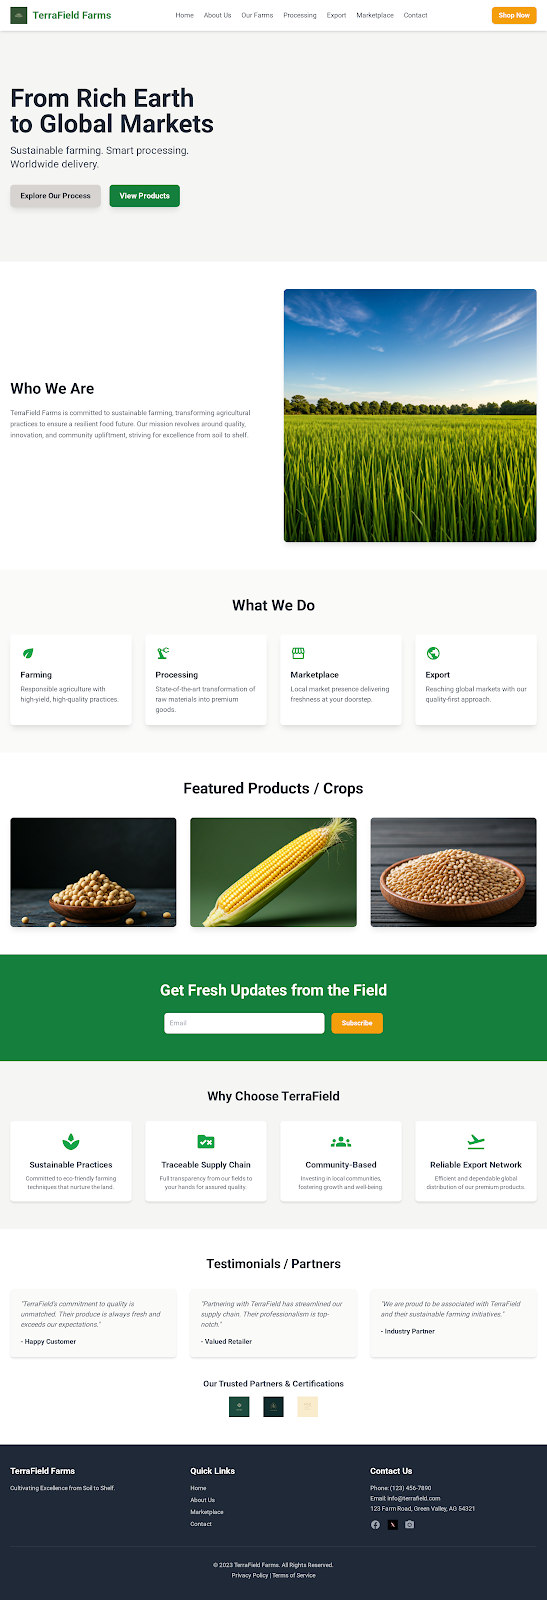 TerraField Farms
Home
About Us
Our Farms
Processing
Export
Marketplace
Contact
Shop Now
From Rich Earth
to Global Markets
Sustainable farming. Smart processing.
Worldwide delivery.
Explore Our Process
View Products
Who We Are
TerraField Farms is committed to sustainable farming, transforming agricultural
practices to ensure a resilient food future. Our mission revolves around quality,
innovation, and community upliftment, striving for excellence from soil to shelf.
What We Do
Farming
Responsible agriculture with
high-yield, high-quality practices.
Processing
State-of-the-art transformation of
raw materials into premium
goods.
Marketplace
Local market presence delivering
freshness at your doorstep.
Export
Reaching global markets with our
quality-first approach.
Featured Products / Crops
Get Fresh Updates from the Field
Email
Subscribe
Why Choose TerraField
Sustainable Practices
Committed to eco-friendly farming
techniques that nurture the land.
Traceable Supply Chain
Full transparency from our fields to
your hands for assured quality.
Community-Based
Investing in local communities,
fostering growth and well-being.
Reliable Export Network
Efficient and dependable global
distribution of our premium products.
Testimonials / Partners
"TerraField's commitment to quality is
unmatched. Their produce is always fresh and
exceeds our expectations."
- Happy Customer
"Partnering with TerraField has streamlined our
supply chain. Their professionalism is top-
notch."
- Valued Retailer
"We are proud to be associated with TerraField
and their sustainable farming initiatives."
- Industry Partner
Our Trusted Partners & Certifications
TerraField Farms
Cultivating Excellence from Soil to Shelf.
Quick Links
Home
About Us
Marketplace
Contact
Contact Us
Phone: (123) 456-7890
Email: info@terrafield.com
123 Farm Road, Green Valley, AG 54321
© 2023 TerraField Farms. All Rights Reserved.
Privacy Policy | Terms of Service